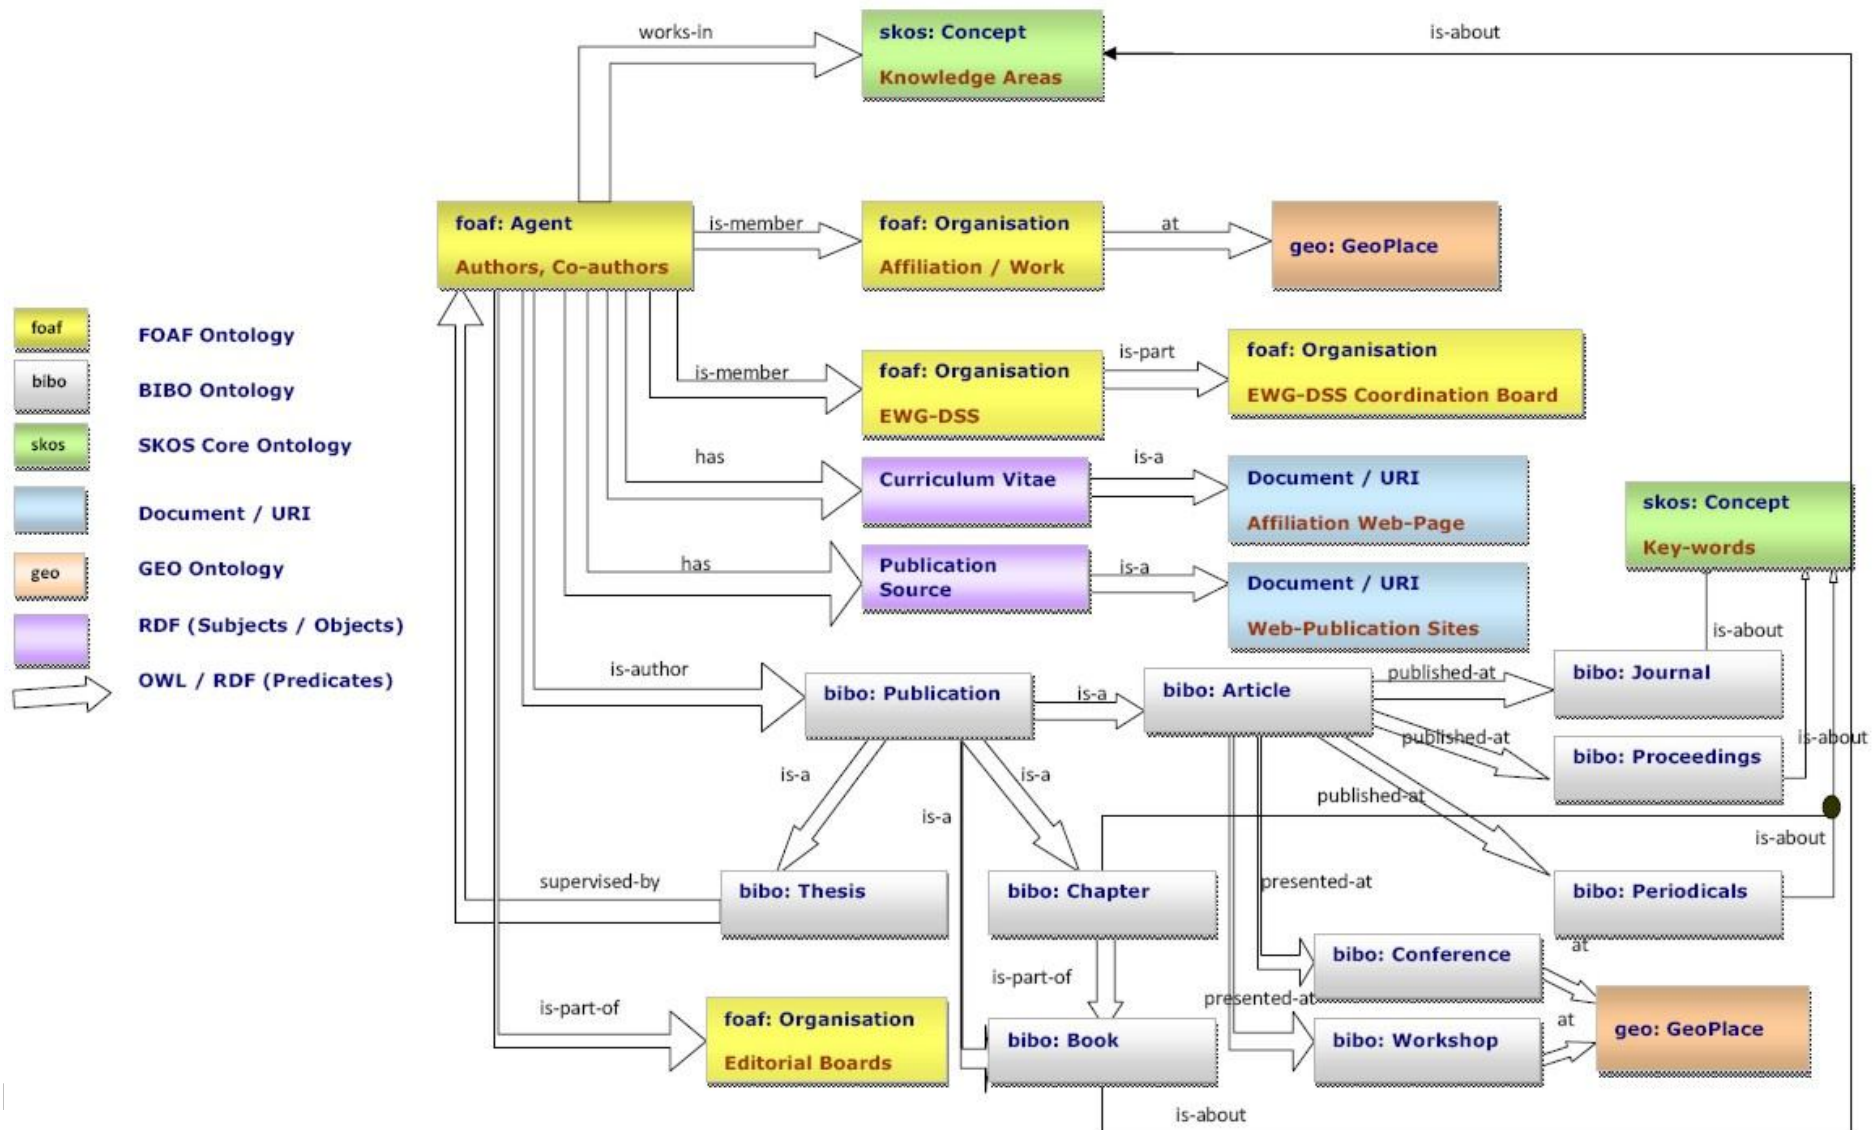 works-in
skos: Concept
Knowledge Areas
is-about
foaf: Agent
Authors, Co-authors
is-member
foaf: Organisation
Affiliation / Work
at
geo: GeoPlace
foaf
FOAF Ontology
bibo
BIBO Ontology
skos
SKOS Core Ontology
Document / URI
geo
GEO Ontology
RDF (Subjects / Objects)
OWL / RDF (Predicates)
is-member
foaf: Organisation
EWG-DSS
is-part
foaf: Organisation
EWG-DSS Coordination Board
has
Curriculum Vitae
is-a
Document / URI
Affiliation Web-Page
skos: Concept
Key-words
has
Publication
Source
is-a
Document / URI
Web-Publication Sites
is-about
is-author
bibo: Publication
is-a
bibo: Article
published-at
bibo: Journal
published-at
bibo: Proceedings
is-about
is-a
is-a
is-a
published-at
is-about
supervised-by
bibo: Thesis
bibo: Chapter
presented-at
bibo: Periodicals
is-part-of
bibo: Conference
at
is-part-of
foaf: Organisation
Editorial Boards
bibo: Book
presented-at
bibo: Workshop
at
geo: GeoPlace
is-about